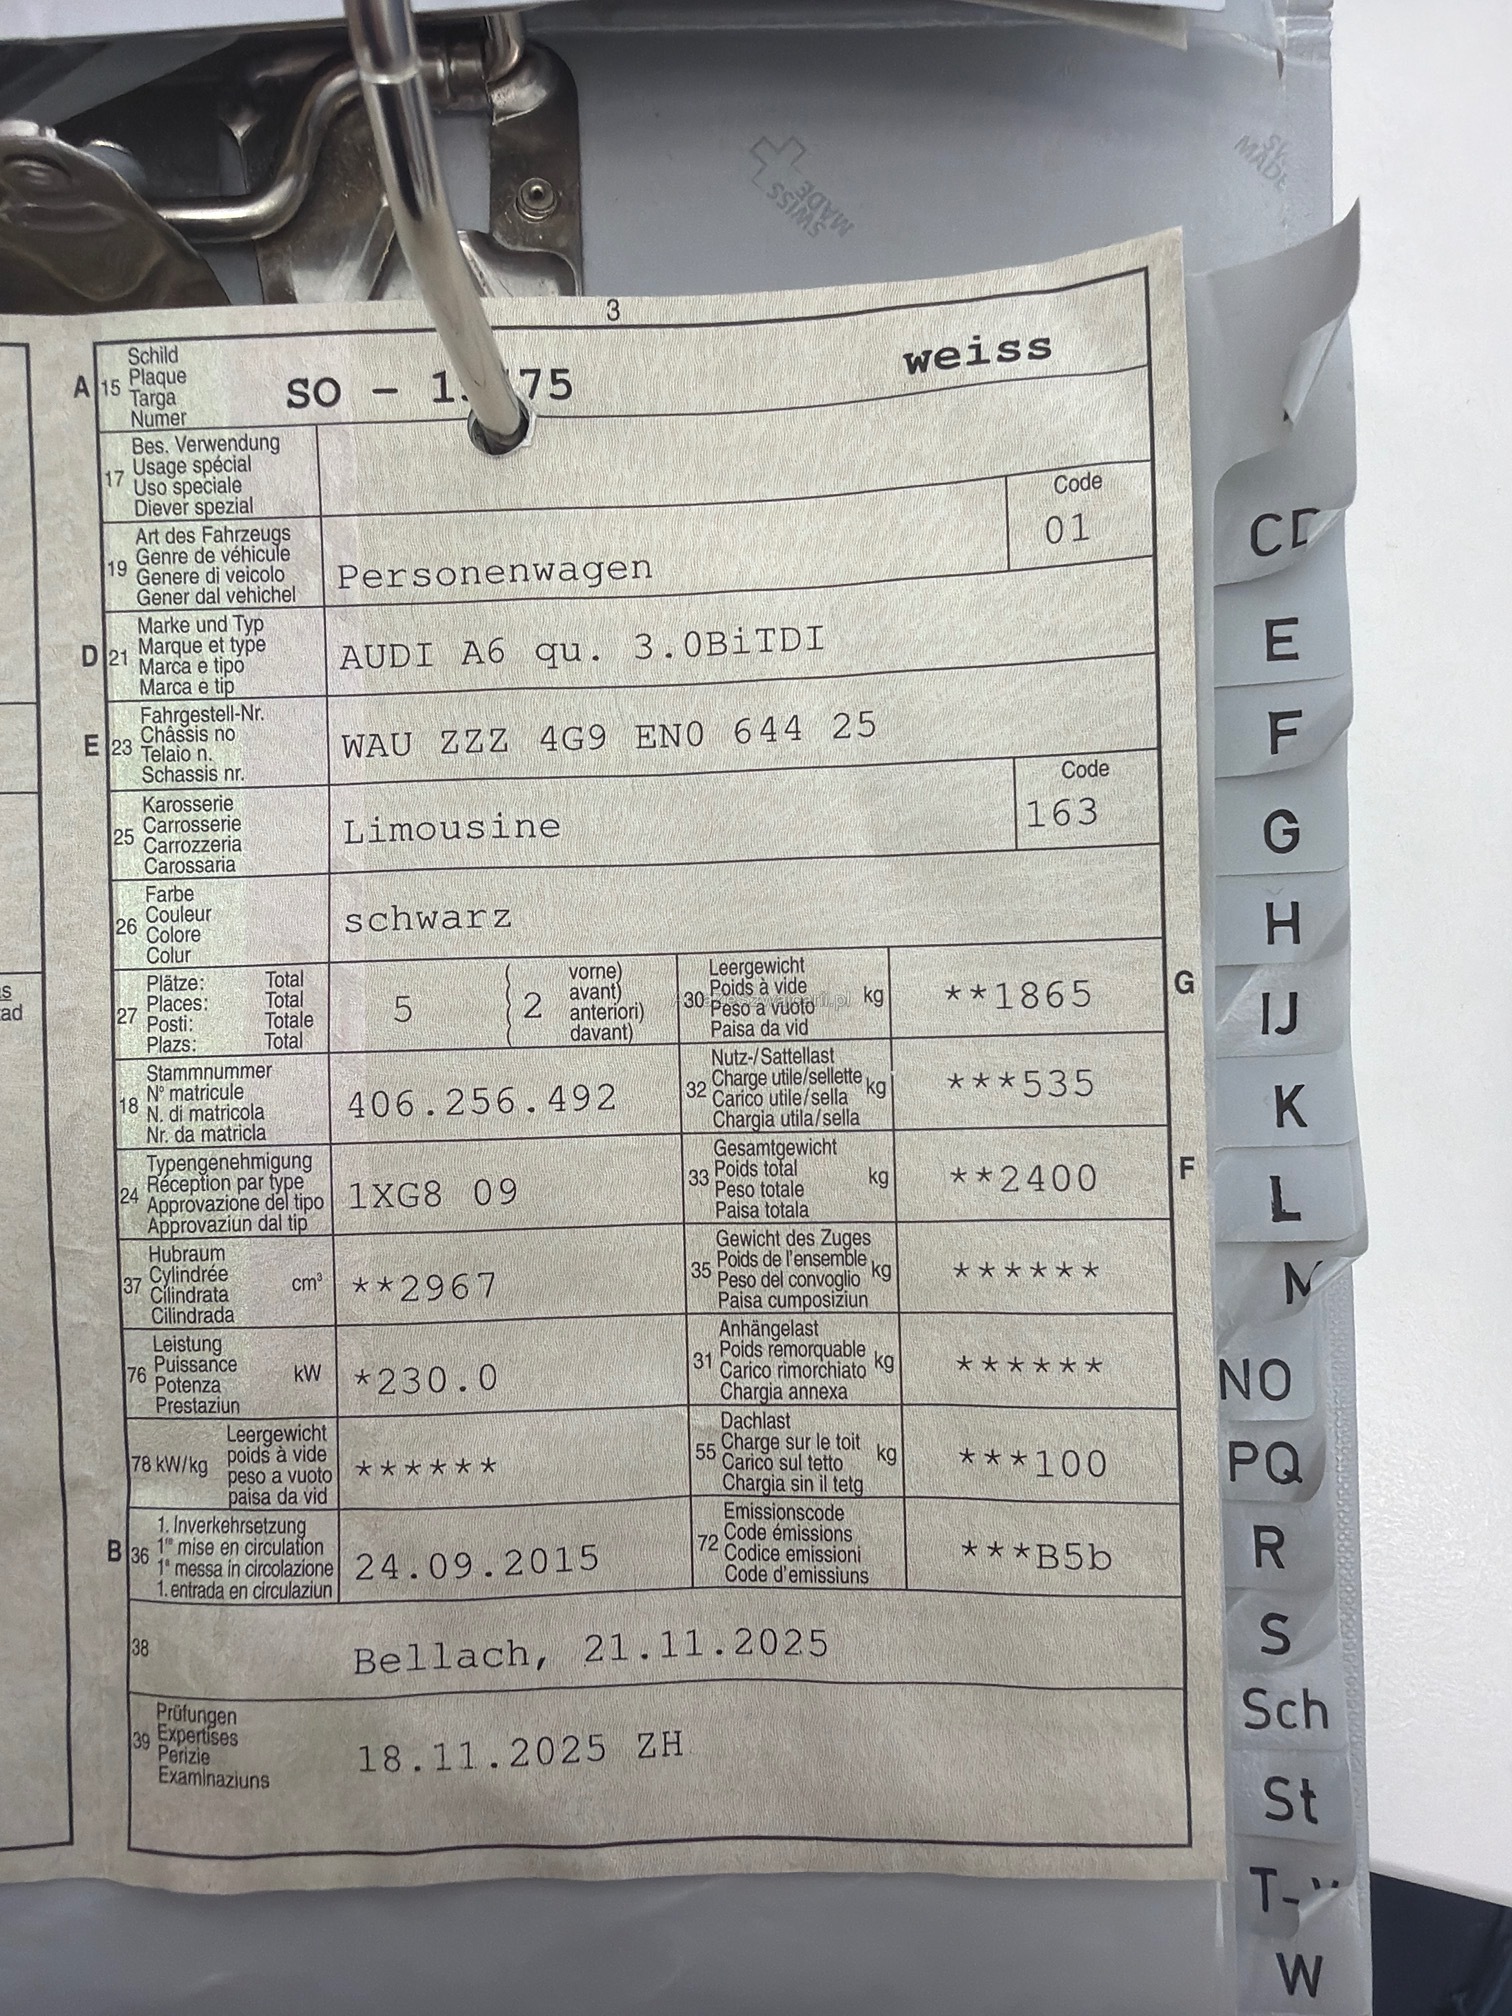 SWISS
MADE
MADE
3
A 15 Schild
Plaque
Targa
Numer
SO - 1 75 weiss
17 Bes. Verwendung
Usage spécial
Uso speciale
Diever spezial
19 Art des Fahrzeugs
Genre de véhicule
Genere di veicolo
Gener dal vehichel
Personenwagen
Code
01
D 21 Marke und Typ
Marque et type
Marca e tipo
Marca e tip
AUDI A6 qu. 3.0BiTDI
E 23 Fahrgestell-Nr.
Châssis no
Telaio n.
Schassis nr.
WAU ZZZ 4G9 EN0 644 25
25 Karosserie
Carrosserie
Carrozzeria
Carossaria
Limousine
Code
163
26 Farbe
Couleur
Colore
Colur
schwarz
27 Plätze: Total
Places: Total
Posti: Totale
Plazs: Total
5 2
vorne)
avant)
anteriori)
davant)
G 30 Leergewicht
Poids à vide
Peso a vuoto
Paisa da vid
kg **1865
18 Stammnummer
N° matricule
N. di matricola
Nr. da matricla
406.256.492
32 Nutz-/Sattellast
Charge utile/sellette
Carico utile/sella
Chargia utila/sella
kg ***535
24 Typengenehmigung
Réception par type
Approvazione del tipo
Approvaziun dal tip
1XG8 09
F 33 Gesamtgewicht
Poids total
Peso totale
Paisa totala
kg **2400
37 Hubraum
Cylindrée
Cilindrata
Cilindrada
cm³ **2967
35 Gewicht des Zuges
Poids de l'ensemble
Peso del convoglio
Paisa cumposiziun
kg ******
76 Leistung
Puissance
Potenza
Prestaziun
kW *230.0
31 Anhängelast
Poids remorquable
Carico rimorchiato
Chargia annexa
kg ******
78 kW/kg Leergewicht
poids à vide
peso a vuoto
paisa da vid
******
55 Dachlast
Charge sur le toit
Carico sul tetto
Chargia sin il tetg
kg ***100
B 36 1. Inverkehrsetzung
1re mise en circulation
1a messa in circolazione
1. entrada en circulaziun
24.09.2015
72 Emissionscode
Code émissions
Codice emissioni
Code d'emissiuns
***B5b
38 Bellach, 21.11.2025
39 Prüfungen
Expertises
Perizie
Examinaziuns
18.11.2025 ZH
CD
E
F
G
H
IJ
K
L
M
NO
PQ
R
S
Sch
St
T-
W